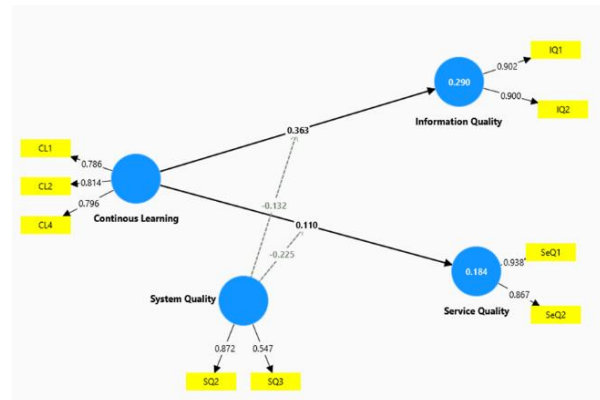 IQ1
0.902
0.290
0.900
IQ2
Information Quality
0.363
CL1
0.786
CL2
0.814
0.796
CL4
Continous Learning
-0.132
0.110
-0.225
SeQ1
0.938
0.184
0.867
SeQ2
Service Quality
System Quality
0.872
0.547
SQ2
SQ3